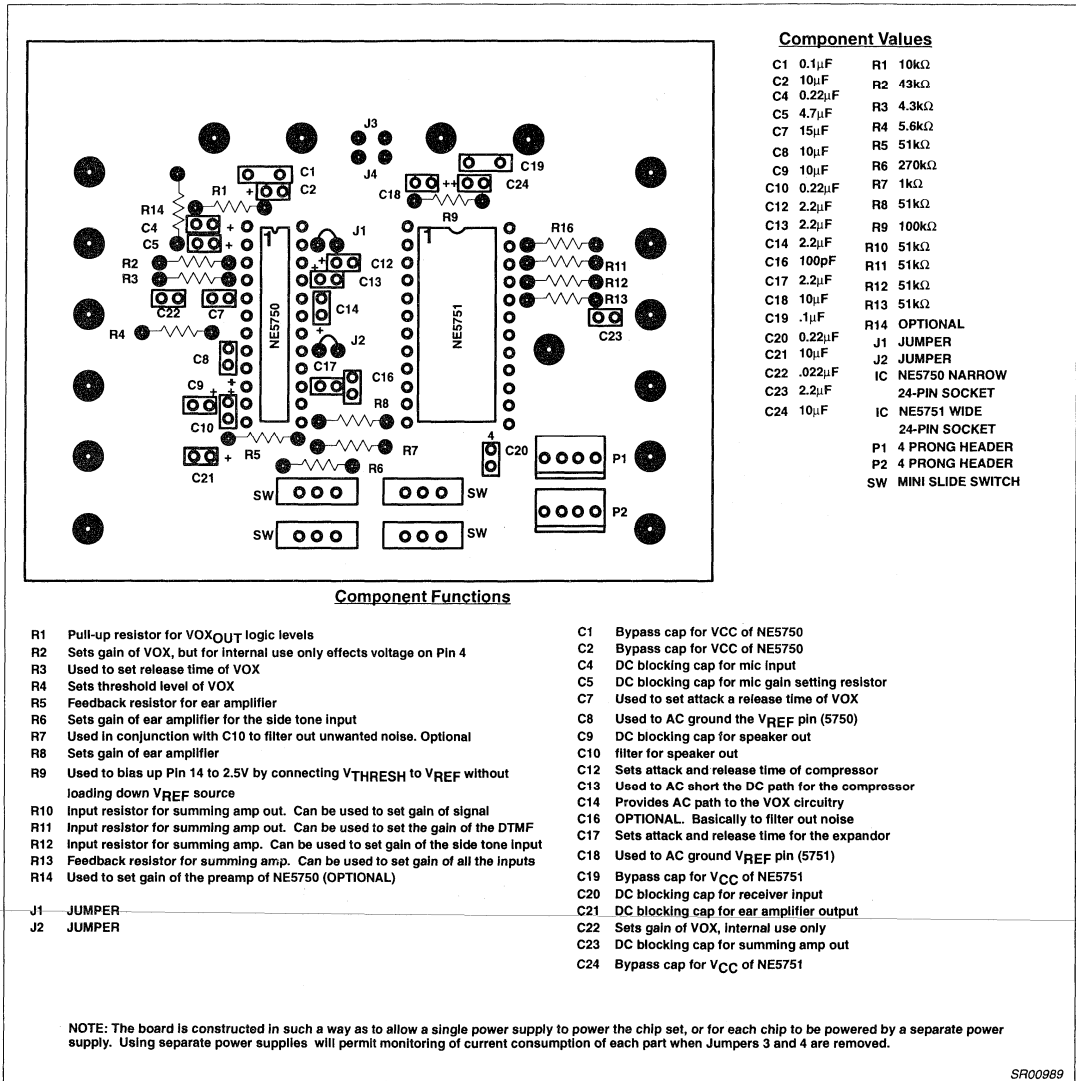 Component Values
C1 0.1µF
C2 10µF
C4 0.22µF
C5 4.7µF
C7 15µF
C8 10µF
C9 10µF
C10 0.22µF
C12 2.2µF
C13 2.2µF
C14 2.2µF
C16 100pF
C17 2.2µF
C18 10µF
C19 .1µF
C20 0.22µF
C21 10µF
C22 .022µF
C23 2.2µF
C24 10µF
R1 10kΩ
R2 43kΩ
R3 4.3kΩ
R4 5.6kΩ
R5 51kΩ
R6 270kΩ
R7 1kΩ
R8 51kΩ
R9 100kΩ
R10 51kΩ
R11 51kΩ
R12 51kΩ
R13 51kΩ
R14 OPTIONAL
J1 JUMPER
J2 JUMPER
IC NE5750 NARROW
24-PIN SOCKET
IC NE5751 WIDE
24-PIN SOCKET
P1 4 PRONG HEADER
P2 4 PRONG HEADER
SW MINI SLIDE SWITCH
J3
J4
C1
+ C2
C19
C18 ++ C24
R1
R14
R9
C4 +
C5 +
1
J1
1
R16
R2
R3
+ C12
+ C13
R11
R12
R13
C22
C7
NE5750
C14
+
NE5751
C23
R4
J2
C8
+
C17
C16
C9
+ +
C10
R8
R5
R7
4
C20
C21 +
R6
P1
SW
SW
P2
SW
SW
Component Functions
R1 Pull-up resistor for VOXOUT logic levels
R2 Sets gain of VOX, but for internal use only effects voltage on Pin 4
R3 Used to set release time of VOX
R4 Sets threshold level of VOX
R5 Feedback resistor for ear amplifier
R6 Sets gain of ear amplifier for the side tone input
R7 Used in conjunction with C10 to filter out unwanted noise. Optional
R8 Sets gain of ear amplifier
R9 Used to bias up Pin 14 to 2.5V by connecting VTHRESH to VREF without
loading down VREF source
R10 Input resistor for summing amp out. Can be used to set gain of signal
R11 Input resistor for summing amp out. Can be used to set the gain of the DTMF
R12 Input resistor for summing amp. Can be used to set gain of the side tone input
R13 Feedback resistor for summing amp. Can be used to set gain of all the inputs
R14 Used to set gain of the preamp of NE5750 (OPTIONAL)
J1 JUMPER
J2 JUMPER
C1 Bypass cap for VCC of NE5750
C2 Bypass cap for VCC of NE5750
C4 DC blocking cap for mic input
C5 DC blocking cap for mic gain setting resistor
C7 Used to set attack a release time of VOX
C8 Used to AC ground the VREF pin (5750)
C9 DC blocking cap for speaker out
C10 filter for speaker out
C12 Sets attack and release time of compressor
C13 Used to AC short the DC path for the compressor
C14 Provides AC path to the VOX circuitry
C16 OPTIONAL. Basically to filter out noise
C17 Sets attack and release time for the expandor
C18 Used to AC ground VREF pin (5751)
C19 Bypass cap for VCC of NE5751
C20 DC blocking cap for receiver input
C21 DC blocking cap for ear amplifier output
C22 Sets gain of VOX, internal use only
C23 DC blocking cap for summing amp out
C24 Bypass cap for VCC of NE5751
NOTE: The board is constructed in such a way as to allow a single power supply to power the chip set, or for each chip to be powered by a separate power
supply. Using separate power supplies will permit monitoring of current consumption of each part when Jumpers 3 and 4 are removed.
SR00989